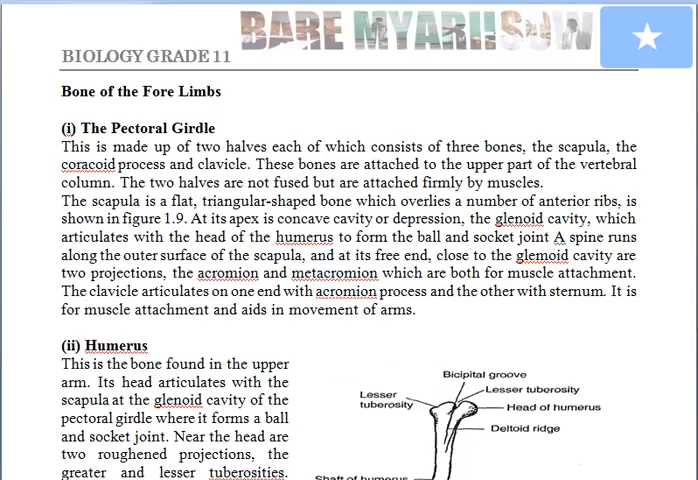 BARE MYARIISOW
BIOLOGY GRADE 11
Bone of the Fore Limbs
(i) The Pectoral Girdle
This is made up of two halves each of which consists of three bones, the scapula, the
coracoid process and clavicle. These bones are attached to the upper part of the vertebral
column. The two halves are not fused but are attached firmly by muscles.
The scapula is a flat, triangular-shaped bone which overlies a number of anterior ribs, is
shown in figure 1.9. At its apex is concave cavity or depression, the glenoid cavity, which
articulates with the head of the humerus to form the ball and socket joint A spine runs
along the outer surface of the scapula, and at its free end, close to the glemoid cavity are
two projections, the acromion and metacromion which are both for muscle attachment.
The clavicle articulates on one end with acromion process and the other with sternum. It is
for muscle attachment and aids in movement of arms.
(ii) Humerus
This is the bone found in the upper
arm. Its head articulates with the
scapula at the glenoid cavity of the
pectoral girdle where it forms a ball
and socket joint. Near the head are
two roughened projections, the
greater and lesser tuberosities.
Bicipital groove
Lesser tuberosity
Lesser
tuberosity
Head of humerus
Deltoid ridge
Shaft of humerus